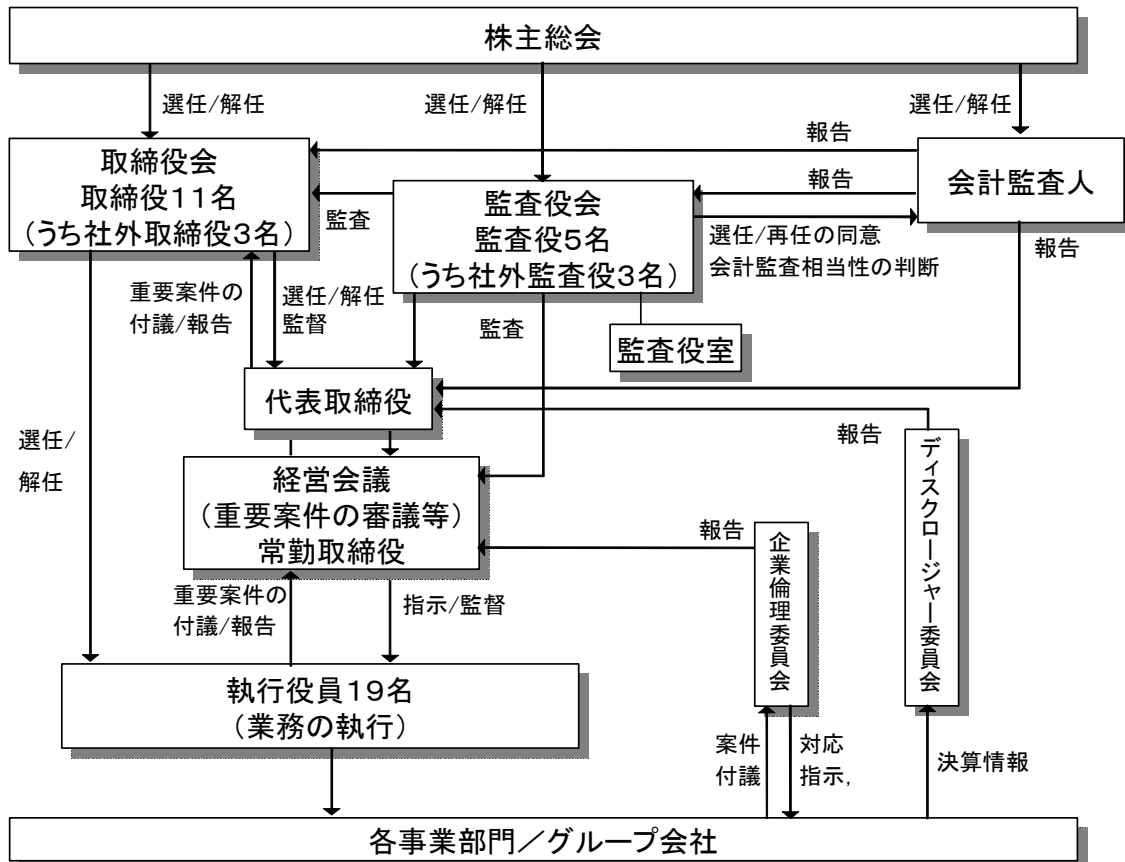 株主総会
選任/解任
選任/解任
選任/解任
取締役会
取締役11名
(うち社外取締役3名)
報告
会計監査人
監査
監査役会
監査役5名
(うち社外監査役3名)
報告
選任/再任の同意
会計監査相当性の判断
報告
重要案件の
付議/報告
選任/解任
監督
監査
監査役室
代表取締役
選任/
解任
報告
ディスクロージャー委員会
経営会議
(重要案件の審議等)
常勤取締役
報告
企業倫理委員会
重要案件の
付議/報告
指示/監督
執行役員19名
(業務の執行)
案件
付議
対応
指示,
決算情報
各事業部門/グループ会社